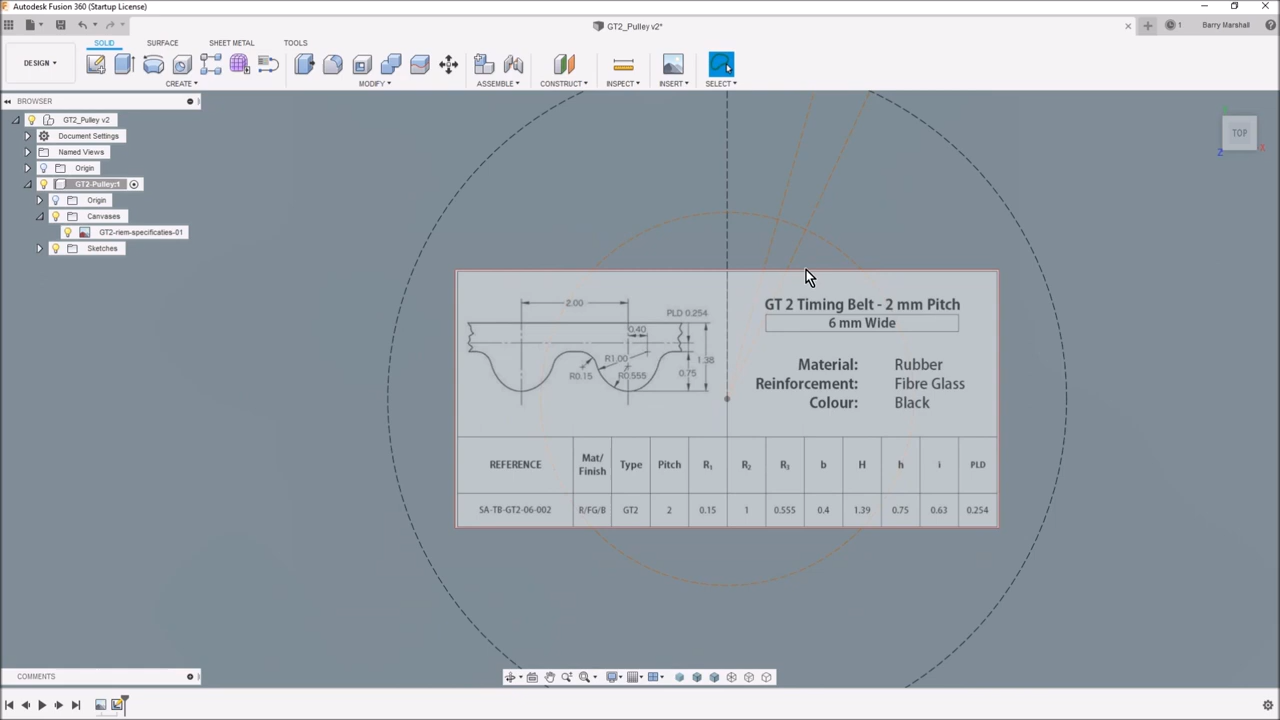 Autodesk Fusion 360 (Startup License)
GT2_Pulley v2*
1
Barry Marshall
SOLID
SURFACE
SHEET METAL
TOOLS
DESIGN
CREATE
MODIFY
ASSEMBLE
CONSTRUCT
INSPECT
INSERT
SELECT
BROWSER
GT2_Pulley v2
Document Settings
Named Views
Origin
GT2-Pulley:1
Origin
Canvases
GT2-riem-specificaties-01
Sketches
TOP
X
Z
2.00
PLD 0.254
0.40
R1.00
1.38
R0.15
R0.555
0.75
GT 2 Timing Belt - 2 mm Pitch
6 mm Wide
Material: Rubber
Reinforcement: Fibre Glass
Colour: Black
REFERENCE Mat/ Finish Type Pitch R₁ R₂ R₃ b H h i PLD
SA-TB-GT2-06-002 R/FG/B GT2 2 0.15 1 0.555 0.4 1.39 0.75 0.63 0.254
COMMENTS